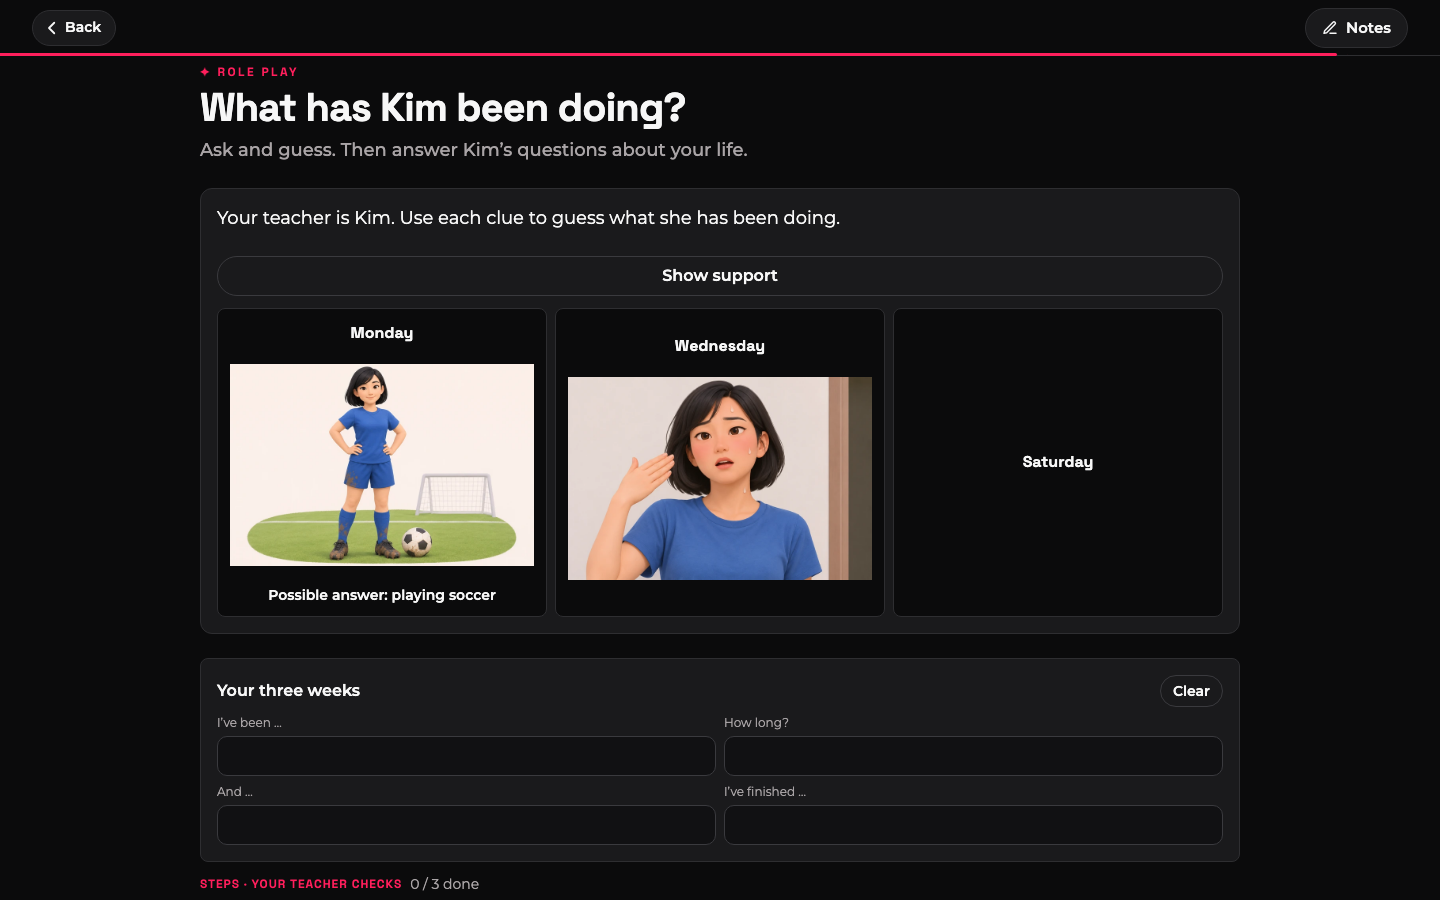 Back
Notes
ROLE PLAY
What has Kim been doing?
Ask and guess. Then answer Kim's questions about your life.
Your teacher is Kim. Use each clue to guess what she has been doing.
Show support
Monday
Possible answer: playing soccer
Wednesday
Saturday
Your three weeks
Clear
I've been ...
How long?
And ...
I've finished ...
STEPS · YOUR TEACHER CHECKS 0 / 3 done